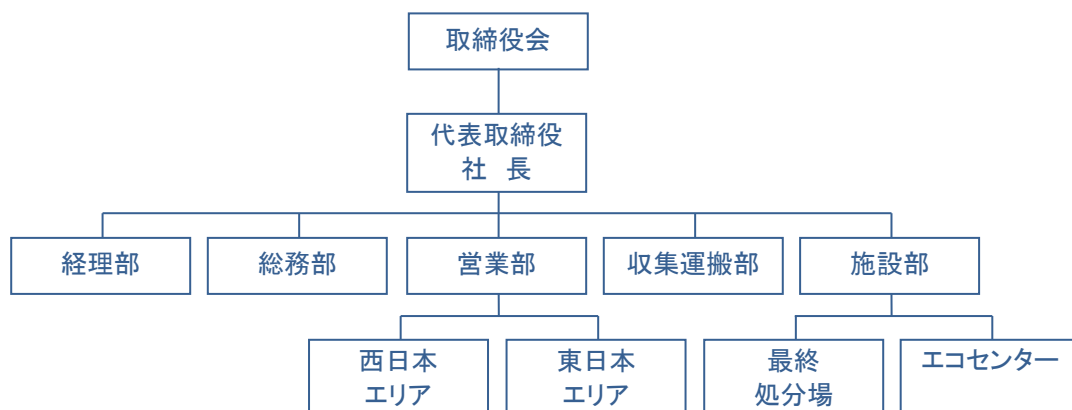 取締役会
代表取締役
社　長
経理部
総務部
営業部
収集運搬部
施設部
西日本
エリア
東日本
エリア
最終
処分場
エコセンター